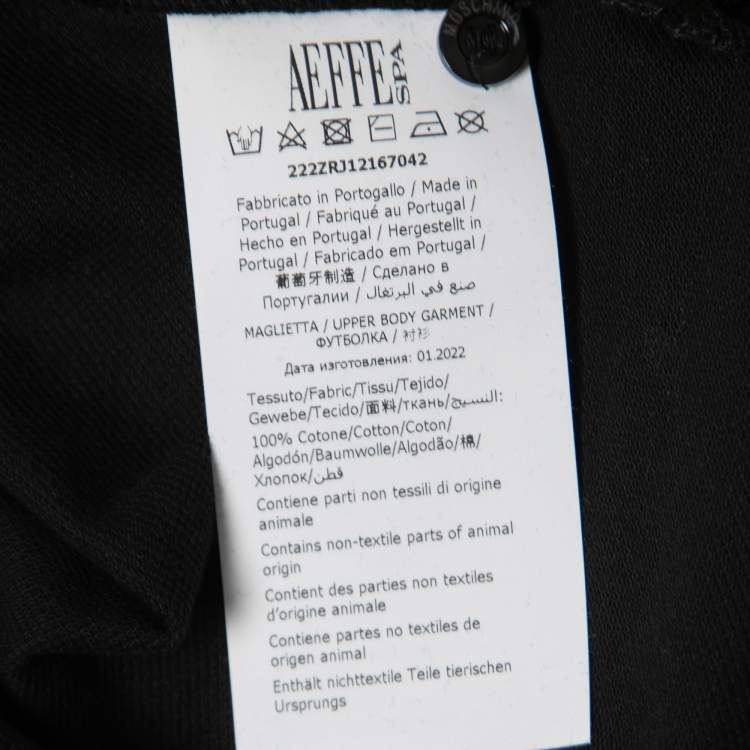 MOSCHINO
AEFFE SPA
222ZRJ12167042
Fabbricato in Portogallo / Made in
Portugal / Fabriqué au Portugal /
Hecho en Portugal / Hergestellt in
Portugal / Fabricado em Portugal /
葡萄牙制造 / Сделано в
Португалии / صنع في البرتغال
MAGLIETTA / UPPER BODY GARMENT /
ФУТБОЛКА / 衬衫
Дата изготовления: 01.2022
Tessuto/Fabric/Tissu/Tejido/
Gewebe/Tecido/面料/ткань/النسيج:
100% Cotone/Cotton/Coton/
Algodón/Baumwolle/Algodão/棉/
Хлопок/قطن
Contiene parti non tessili di origine
animale
Contains non-textile parts of animal
origin
Contient des parties non textiles
d'origine animale
Contiene partes no textiles de
origen animal
Enthält nichttextile Teile tierischen
Ursprungs